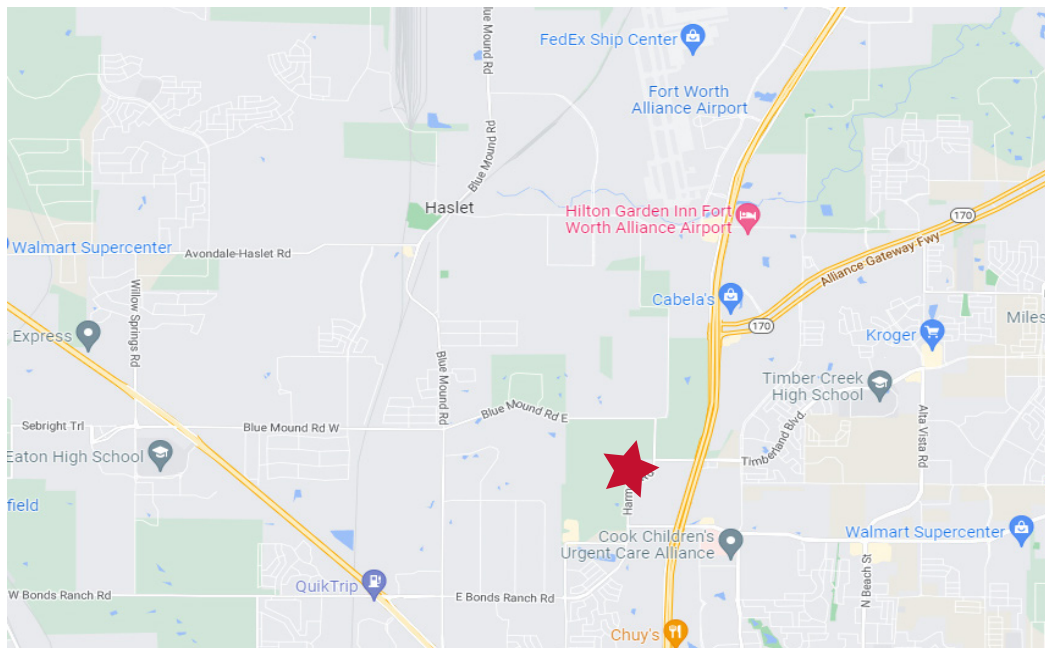 Blue Mound Rd
FedEx Ship Center
Fort Worth
Alliance Airport
Blue Mound Rd
Haslet
Hilton Garden Inn Fort
Worth Alliance Airport
170
Walmart Supercenter
Avondale-Haslet Rd
Alliance Gateway Fwy
Willow Springs Rd
Cabela's
170
Express
Kroger
Miles
Blue Mound Rd
Timber Creek
High School
Blue Mound Rd E
Alta Vista Rd
Sebright Trl
Blue Mound Rd W
Timberland Blvd.
Eaton High School
field
Cook Children's
Urgent Care Alliance
Walmart Supercenter
QuikTrip
W Bonds Ranch Rd
E Bonds Ranch Rd
N Beach St
Chuy's